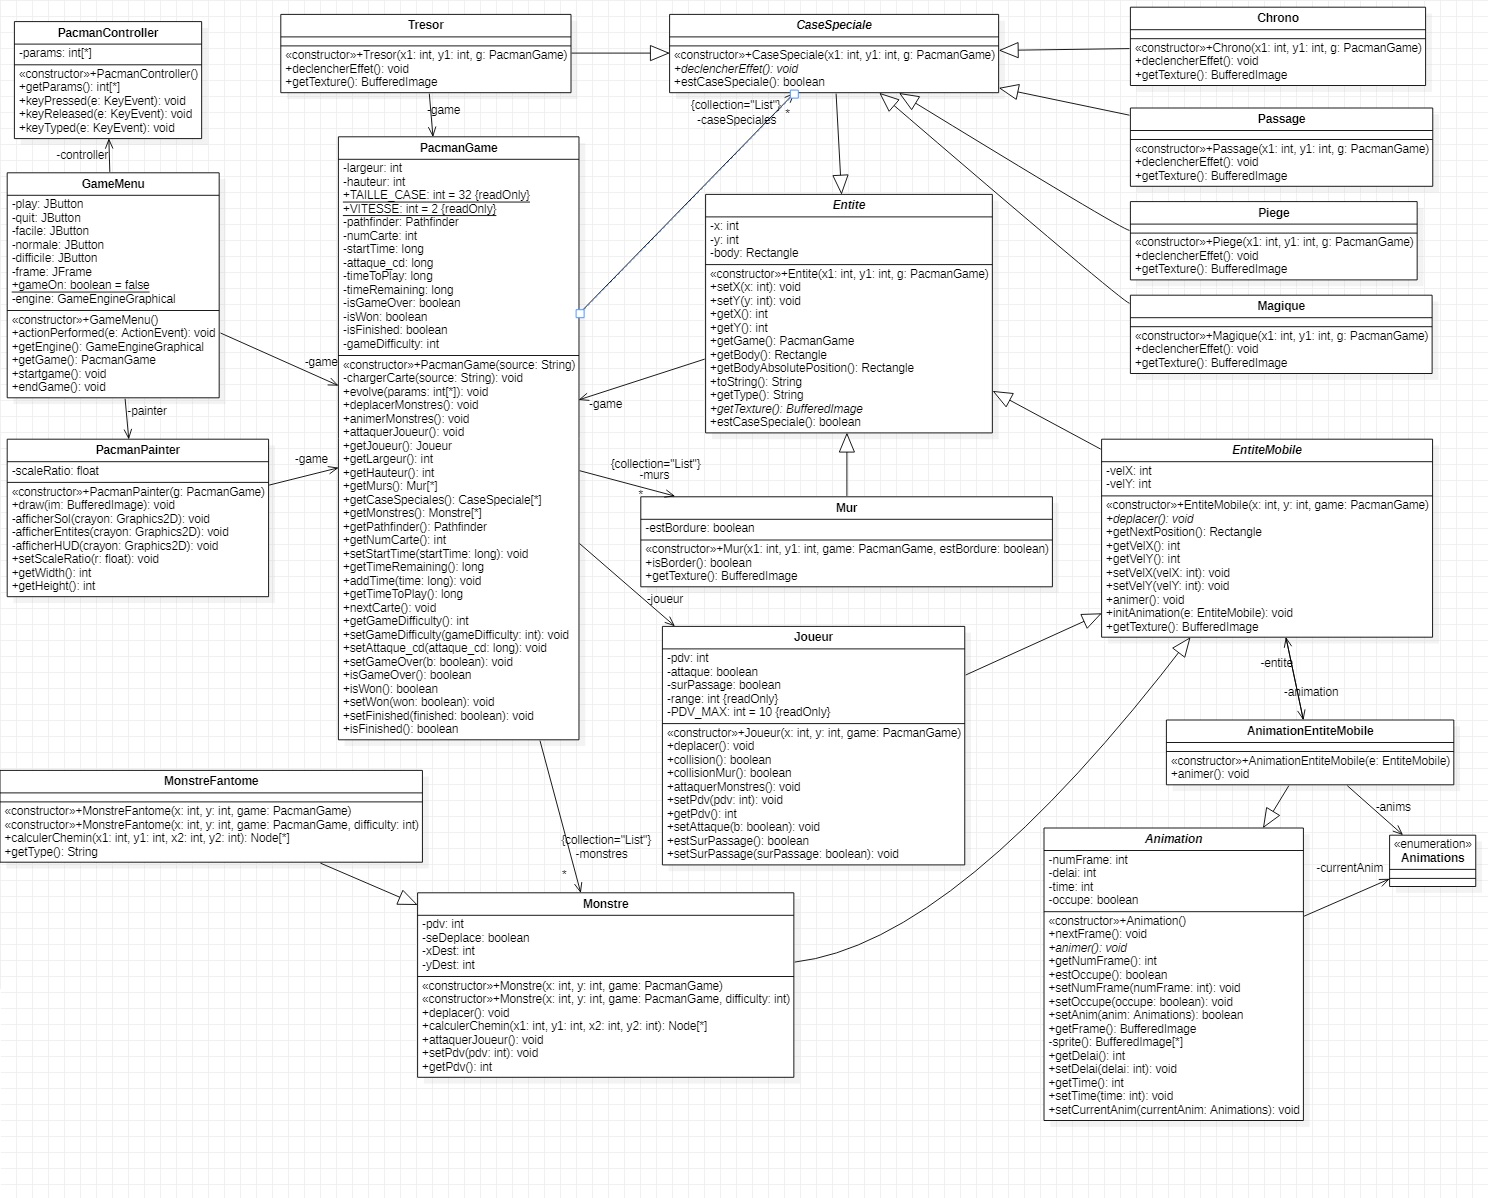 PacmanController
-params: int[*]
«constructor»+PacmanController()
+getParams(): int[*]
+keyPressed(e: KeyEvent): void
+keyReleased(e: KeyEvent): void
+keyTyped(e: KeyEvent): void
-controller
GameMenu
-play: JButton
-quit: JButton
-facile: JButton
-normale: JButton
-difficile: JButton
-frame: JFrame
+gameOn: boolean = false
-engine: GameEngineGraphical
«constructor»+GameMenu()
+actionPerformed(e: ActionEvent): void
+getEngine(): GameEngineGraphical
+getGame(): PacmanGame
+startgame(): void
+endGame(): void
-game
-painter
PacmanPainter
-scaleRatio: float
«constructor»+PacmanPainter(g: PacmanGame)
+draw(im: BufferedImage): void
-afficherSol(crayon: Graphics2D): void
-afficherEntites(crayon: Graphics2D): void
-afficherHUD(crayon: Graphics2D): void
+setScaleRatio(r: float): void
+getWidth(): int
+getHeight(): int
-game
Tresor
«constructor»+Tresor(x1: int, y1: int, g: PacmanGame)
+declencherEffet(): void
+getTexture(): BufferedImage
-game
PacmanGame
-largeur: int
-hauteur: int
+TAILLE_CASE: int = 32 {readOnly}
+VITESSE: int = 2 {readOnly}
-pathfinder: Pathfinder
-numCarte: int
-startTime: long
-attaque_cd: long
-timeToPlay: long
-timeRemaining: long
-isGameOver: boolean
-isWon: boolean
-isFinished: boolean
-gameDifficulty: int
«constructor»+PacmanGame(source: String)
-chargerCarte(source: String): void
+evolve(params: int[*]): void
+deplacerMonstres(): void
+animerMonstres(): void
+attaquerJoueur(): void
+getJoueur(): Joueur
+getLargeur(): int
+getHauteur(): int
+getMurs(): Mur[*]
+getCaseSpeciales(): CaseSpeciale[*]
+getMonstres(): Monstre[*]
+getPathfinder(): Pathfinder
+getNumCarte(): int
+setStartTime(startTime: long): void
+getTimeRemaining(): long
+addTime(time: long): void
+getTimeToPlay(): long
+nextCarte(): void
+getGameDifficulty(): int
+setGameDifficulty(gameDifficulty: int): void
+setAttaque_cd(attaque_cd: long): void
+setGameOver(b: boolean): void
+isGameOver(): boolean
+isWon(): boolean
+setWon(won: boolean): void
+setFinished(finished: boolean): void
+isFinished(): boolean
CaseSpeciale
«constructor»+CaseSpeciale(x1: int, y1: int, g: PacmanGame)
+declencherEffet(): void
+estCaseSpeciale(): boolean
{collection="List"}
-caseSpeciales
*
Chrono
«constructor»+Chrono(x1: int, y1: int, g: PacmanGame)
+declencherEffet(): void
+getTexture(): BufferedImage
Passage
«constructor»+Passage(x1: int, y1: int, g: PacmanGame)
+declencherEffet(): void
+getTexture(): BufferedImage
Piege
«constructor»+Piege(x1: int, y1: int, g: PacmanGame)
+declencherEffet(): void
+getTexture(): BufferedImage
Magique
«constructor»+Magique(x1: int, y1: int, g: PacmanGame)
+declencherEffet(): void
+getTexture(): BufferedImage
Entite
-x: int
-y: int
-body: Rectangle
«constructor»+Entite(x1: int, y1: int, g: PacmanGame)
+setX(x: int): void
+setY(y: int): void
+getX(): int
+getY(): int
+getGame(): PacmanGame
+getBody(): Rectangle
+getBodyAbsolutePosition(): Rectangle
+toString(): String
+getType(): String
+getTexture(): BufferedImage
+estCaseSpeciale(): boolean
-game
{collection="List"}
-murs
*
Mur
-estBordure: boolean
«constructor»+Mur(x1: int, y1: int, game: PacmanGame, estBordure: boolean)
+isBorder(): boolean
+getTexture(): BufferedImage
EntiteMobile
-velX: int
-velY: int
«constructor»+EntiteMobile(x: int, y: int, game: PacmanGame)
+deplacer(): void
+getNextPosition(): Rectangle
+getVelX(): int
+getVelY(): int
+setVelX(velX: int): void
+setVelY(velY: int): void
+animer(): void
+initAnimation(e: EntiteMobile): void
+getTexture(): BufferedImage
-joueur
Joueur
-pdv: int
-attaque: boolean
-surPassage: boolean
-range: int {readOnly}
-PDV_MAX: int = 10 {readOnly}
«constructor»+Joueur(x: int, y: int, game: PacmanGame)
+deplacer(): void
+collision(): boolean
+collisionMur(): boolean
+attaquerMonstres(): void
+setPdv(pdv: int): void
+getPdv(): int
+setAttaque(b: boolean): void
+estSurPassage(): boolean
+setSurPassage(surPassage: boolean): void
-entite
-animation
AnimationEntiteMobile
«constructor»+AnimationEntiteMobile(e: EntiteMobile)
+animer(): void
-anims
MonstreFantome
«constructor»+MonstreFantome(x: int, y: int, game: PacmanGame)
«constructor»+MonstreFantome(x: int, y: int, game: PacmanGame, difficulty: int)
+calculerChemin(x1: int, y1: int, x2: int, y2: int): Node[*]
+getType(): String
{collection="List"}
-monstres
*
Monstre
-pdv: int
-seDeplace: boolean
-xDest: int
-yDest: int
«constructor»+Monstre(x: int, y: int, game: PacmanGame)
«constructor»+Monstre(x: int, y: int, game: PacmanGame, difficulty: int)
+deplacer(): void
+calculerChemin(x1: int, y1: int, x2: int, y2: int): Node[*]
+attaquerJoueur(): void
+setPdv(pdv: int): void
+getPdv(): int
Animation
-numFrame: int
-delai: int
-time: int
-occupe: boolean
«constructor»+Animation()
+nextFrame(): void
+animer(): void
+getNumFrame(): int
+estOccupe(): boolean
+setNumFrame(numFrame: int): void
+setOccupe(occupe: boolean): void
+setAnim(anim: Animations): boolean
+getFrame(): BufferedImage
-sprite(): BufferedImage[*]
+getDelai(): int
+setDelai(delai: int): void
+getTime(): int
+setTime(time: int): void
+setCurrentAnim(currentAnim: Animations): void
-currentAnim
«enumeration»
Animations